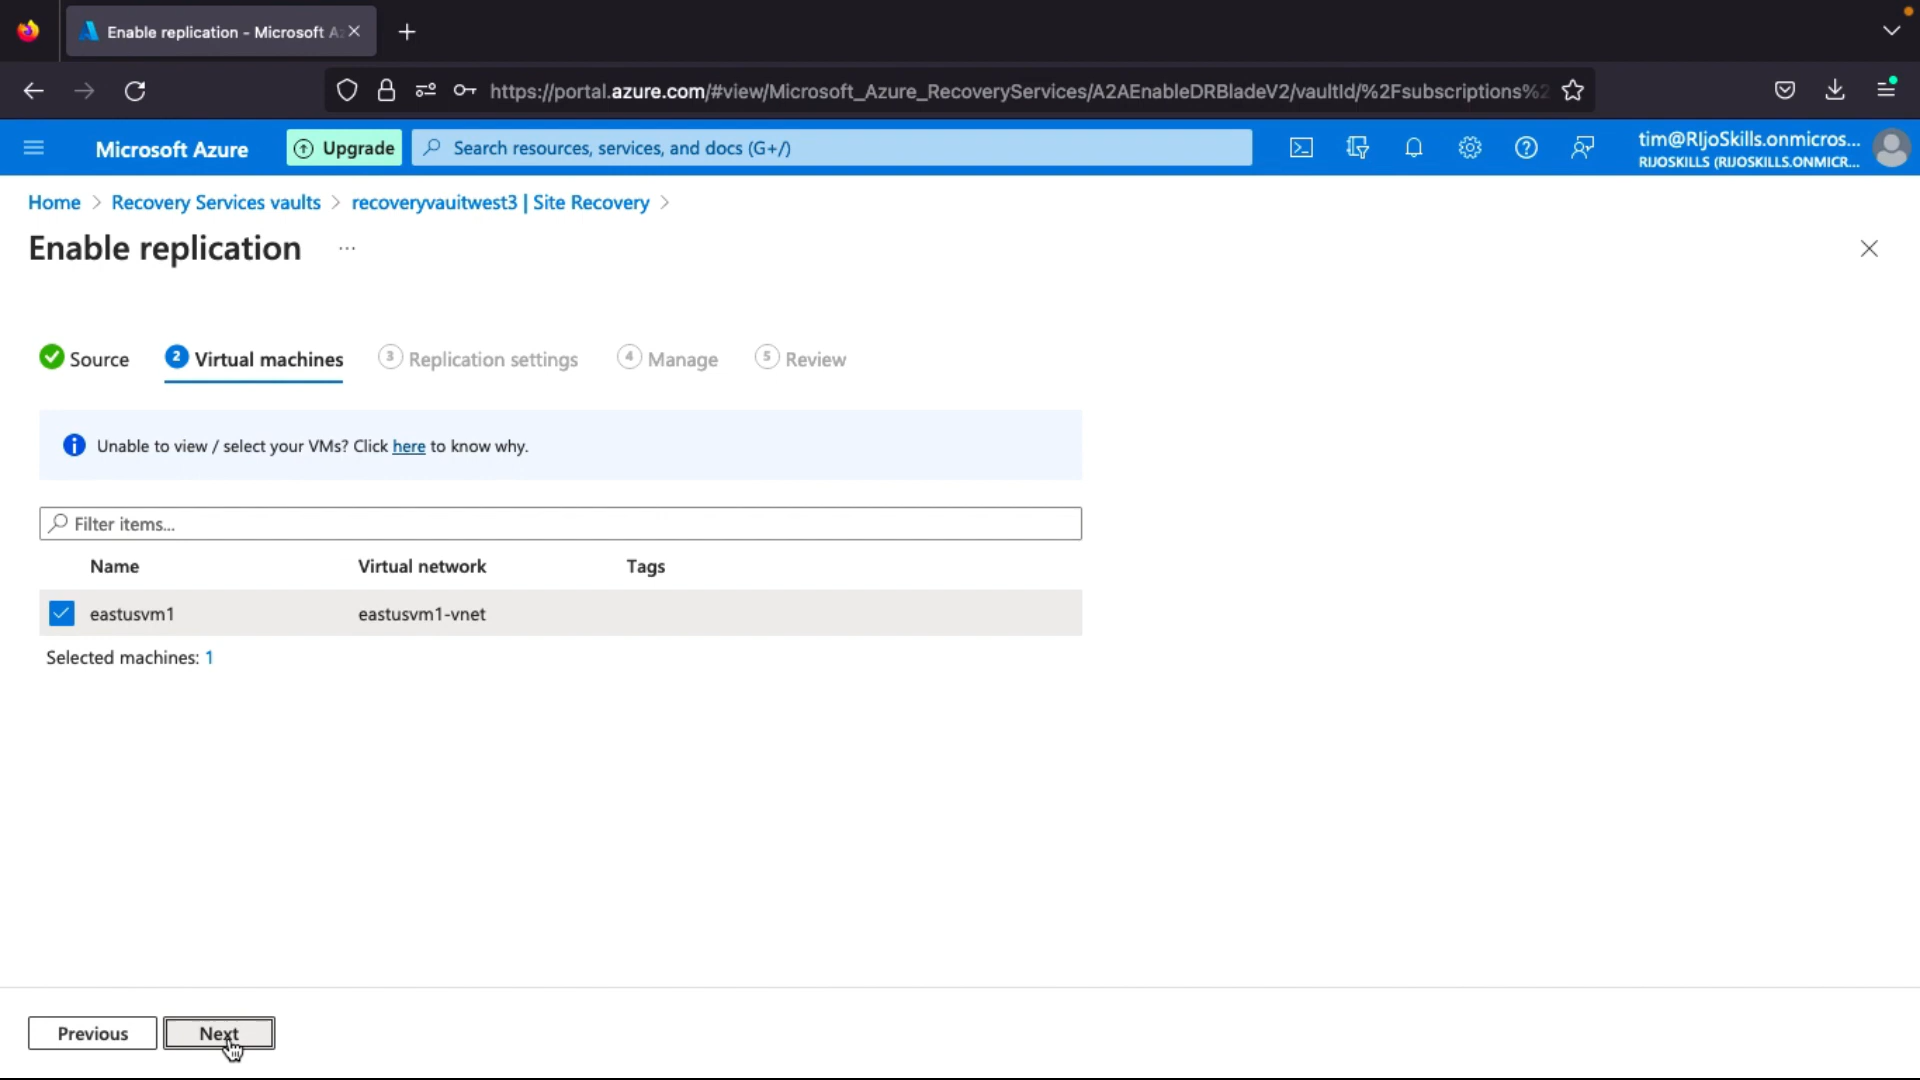 Enable replication - Microsoft A
https://portal.azure.com/#view/Microsoft_Azure_RecoveryServices/A2AEnableDRBladeV2/vaultId/%2Fsubscriptions%2
Microsoft Azure
Upgrade
Search resources, services, and docs (G+/)
tim@RIjoSkills.onmicros...
RIJOSKILLS (RIJOSKILLS.ONMICR...
Home > Recovery Services vaults > recoveryvauitwest3 | Site Recovery >
Enable replication ...
Source
2 Virtual machines
3 Replication settings
4 Manage
5 Review
Unable to view / select your VMs? Click here to know why.
Filter items...
Name Virtual network Tags
eastusvm1 eastusvm1-vnet
Selected machines: 1
Previous
Next